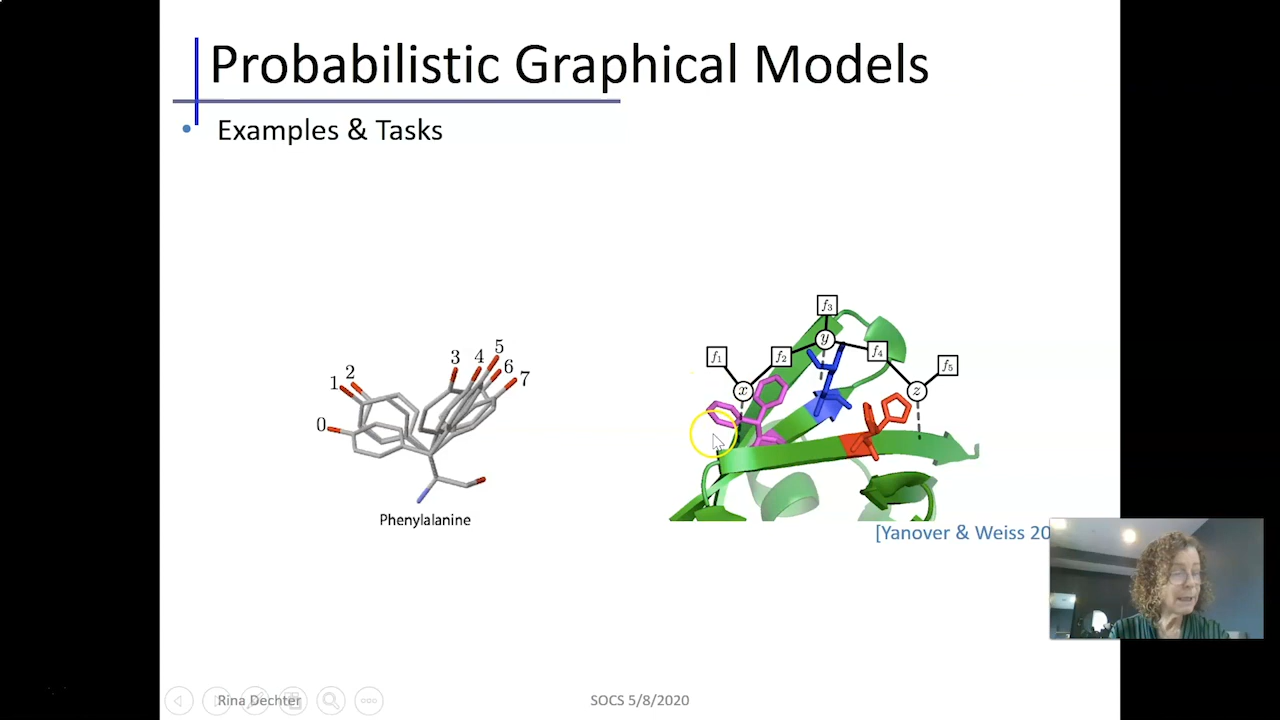 Probabilistic Graphical Models
• Examples & Tasks
0 1 2 3 4 5 6 7
Phenylalanine
f1 f2 f3 f4 f5
x y z
[Yanover & Weiss 20
Rina Dechter
SOCS 5/8/2020